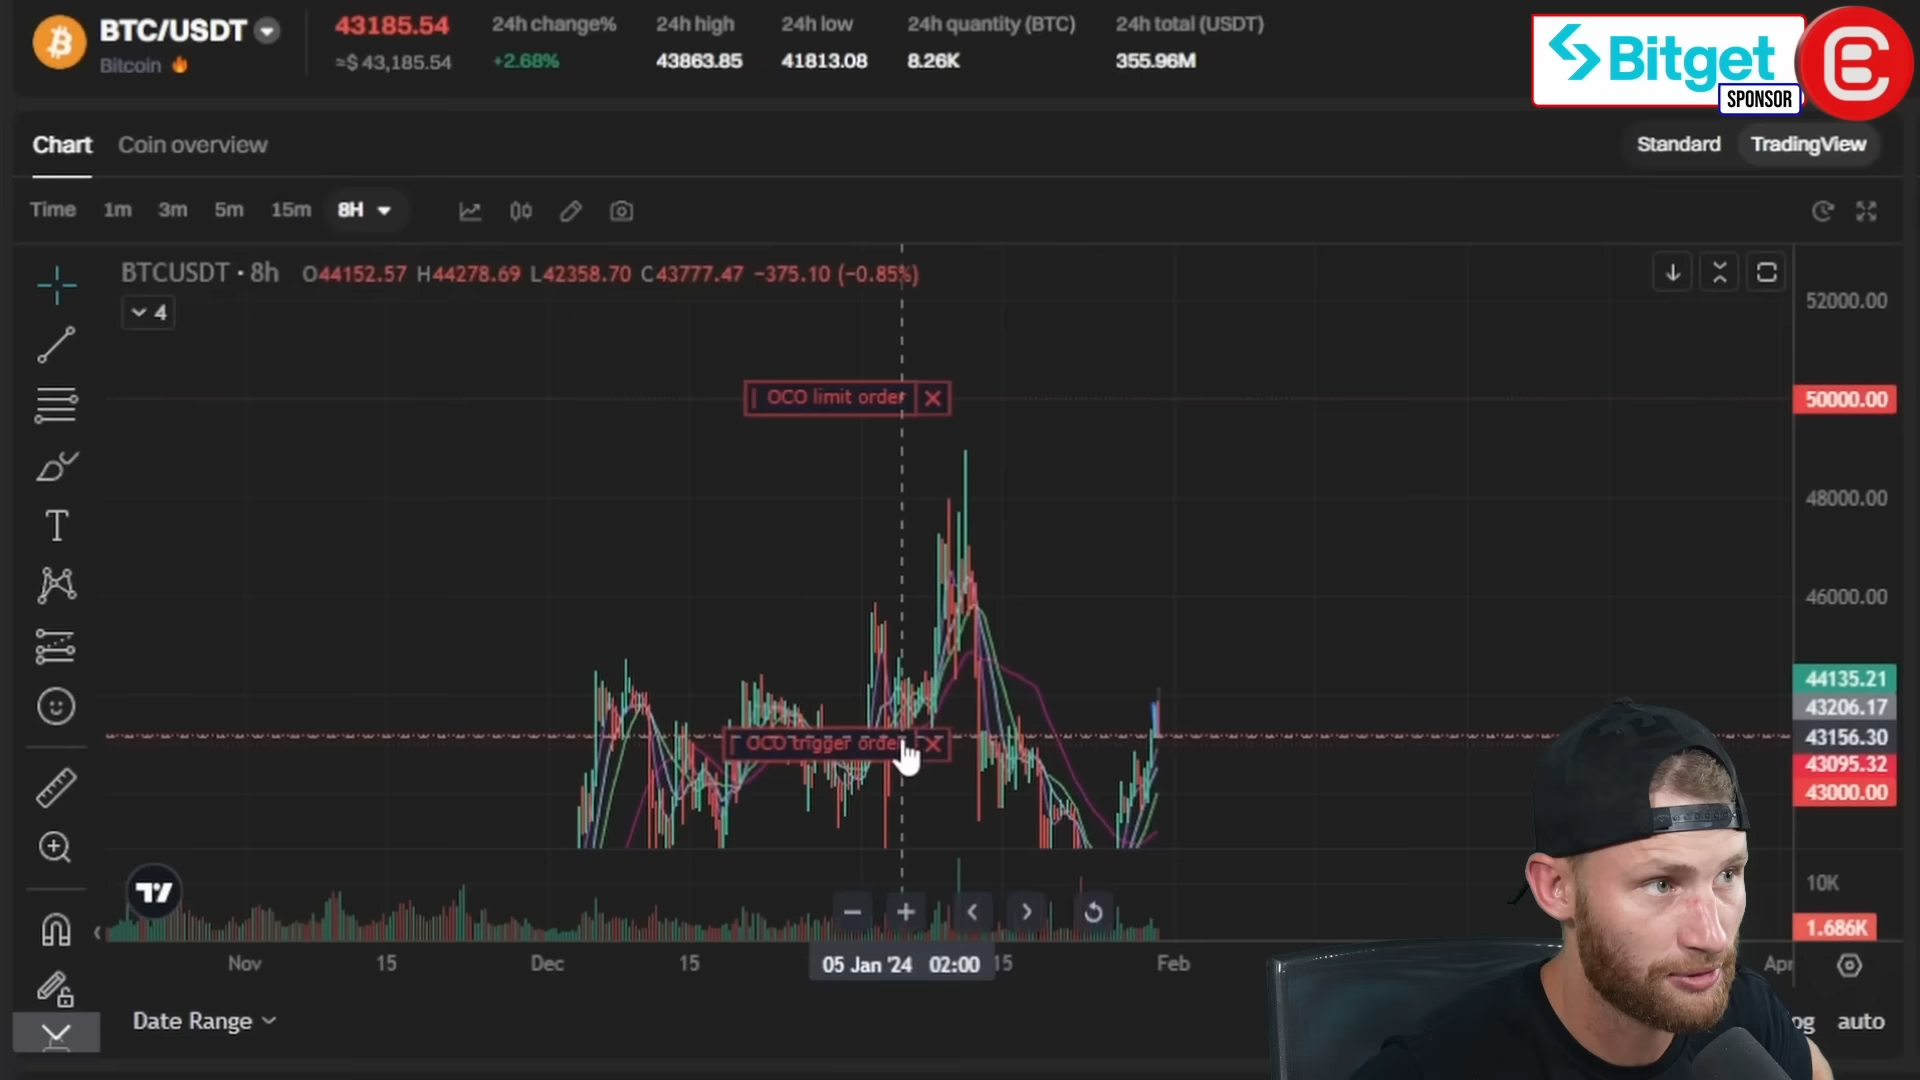 BTC/USDT
Bitcoin
43185.54
≈$ 43,185.54
24h change%
+2.68%
24h high
43863.85
24h low
41813.08
24h quantity (BTC)
8.26K
24h total (USDT)
355.96M
Bitget
SPONSOR
Chart
Coin overview
Standard
TradingView
Time 1m 3m 5m 15m 8H
BTCUSDT • 8h O44152.57 H44278.69 L42358.70 C43777.47 −375.10 (−0.85%)
4
52000.00
OCO limit order
50000.00
48000.00
46000.00
44135.21
43206.17
43156.30
OCO trigger order
43095.32
43000.00
10K
1.686K
Nov 15 Dec 15 05 Jan '24 02:00 15 Feb Apr
Date Range
auto